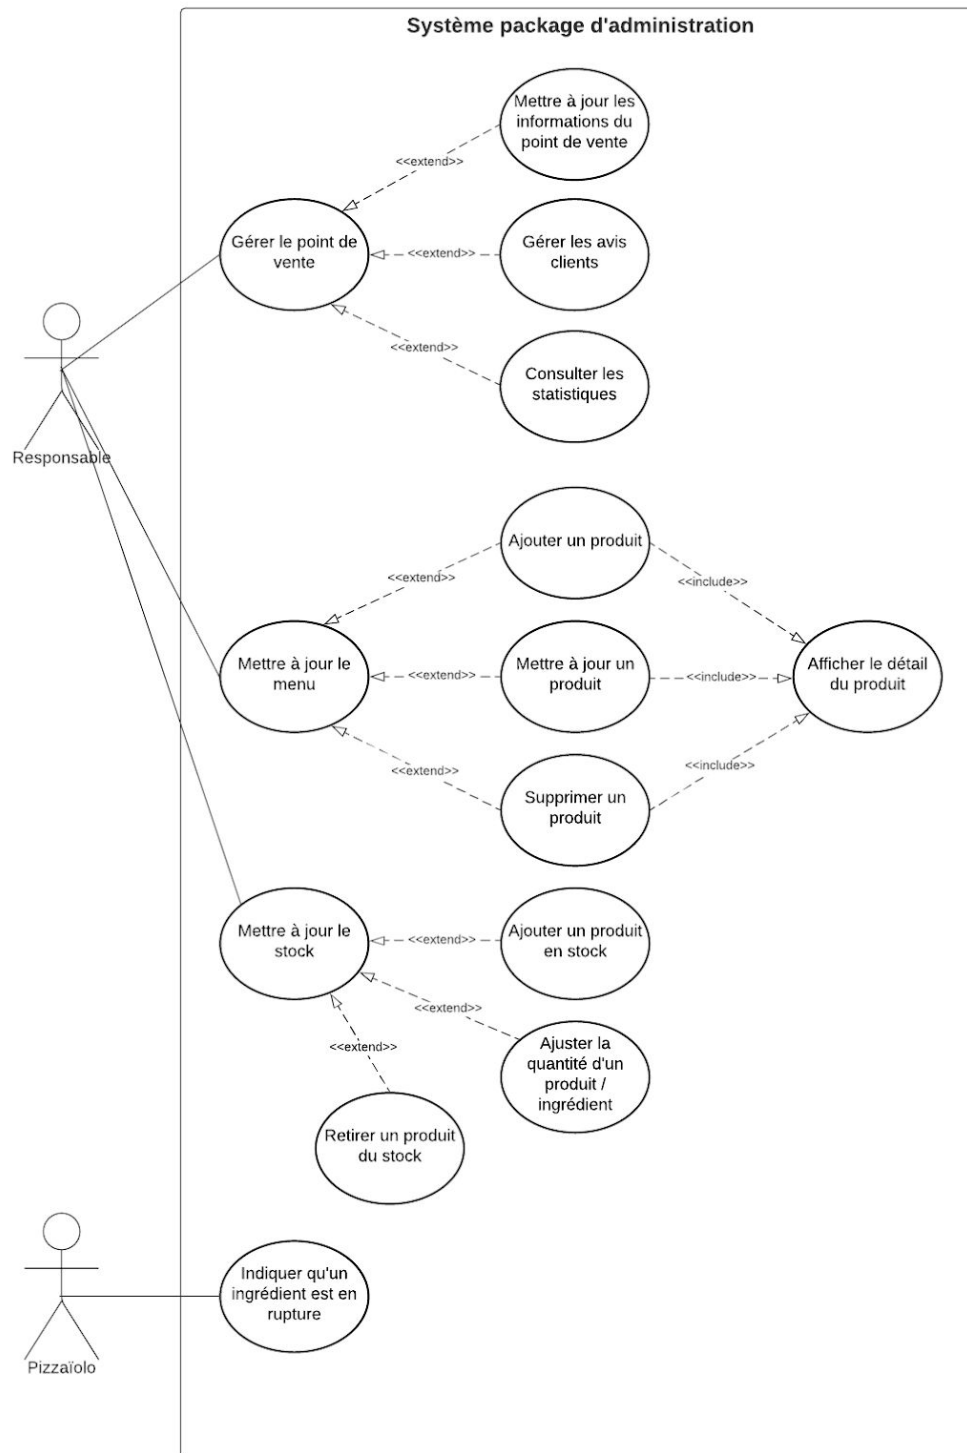 Système package d'administration
Mettre à jour les
informations du
point de vente
<<extend>>
Gérer le point de
vente
<<extend>>
Gérer les avis
clients
<<extend>>
Consulter les
statistiques
Responsable
Ajouter un produit
<<extend>>
<<include>>
Mettre à jour le
menu
<<extend>>
Mettre à jour un
produit
<<include>>
Afficher le détail
du produit
<<extend>>
<<include>>
Supprimer un
produit
Mettre à jour le
stock
<<extend>>
Ajouter un produit
en stock
<<extend>>
<<extend>>
Ajuster la
quantité d'un
produit /
ingrédient
Retirer un produit
du stock
Indiquer qu'un
ingrédient est en
rupture
Pizzaïolo